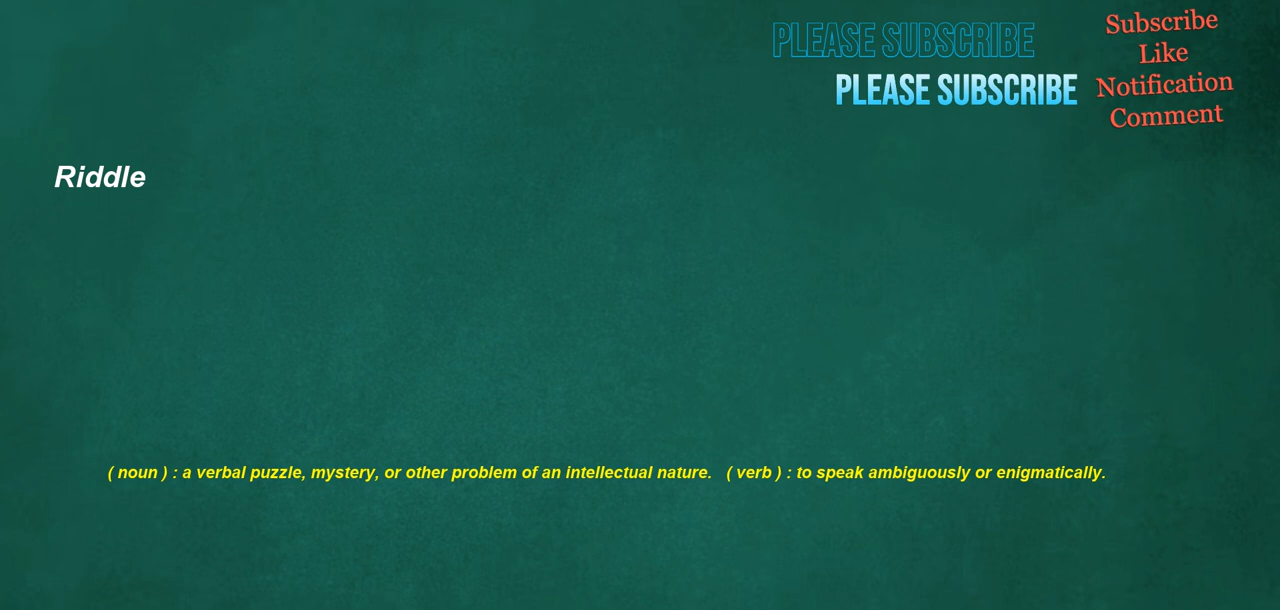 PLEASE SUBSCRIBE
PLEASE SUBSCRIBE
Subscribe
Like
Notification
Comment
Riddle
( noun ) : a verbal puzzle, mystery, or other problem of an intellectual nature.   ( verb ) : to speak ambiguously or enigmatically.